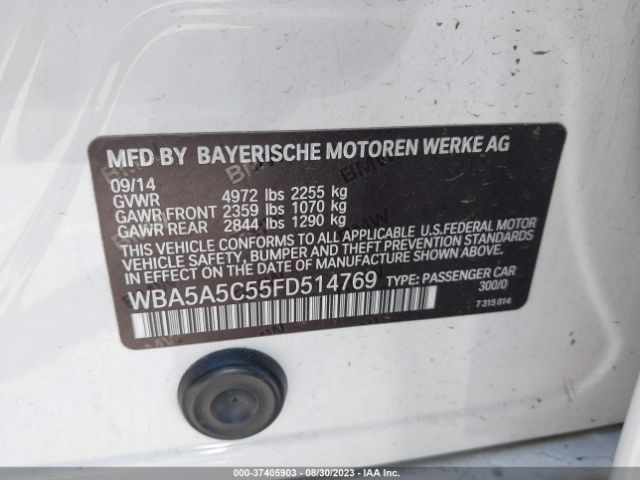 MFD BY BAYERISCHE MOTOREN WERKE AG
09/14
GVWR 4972 lbs 2255 kg
GAWR FRONT 2359 lbs 1070 kg
GAWR REAR 2844 lbs 1290 kg
THIS VEHICLE CONFORMS TO ALL APPLICABLE U.S.FEDERAL MOTOR
VEHICLE SAFETY, BUMPER AND THEFT PREVENTION STANDARDS
IN EFFECT ON THE DATE OF MANUFACTURE SHOWN ABOVE.
WBA5A5C55FD514769 TYPE: PASSENGER CAR
300/0
7 315 814
000-37405903 - 08/30/2023 - IAA Inc.